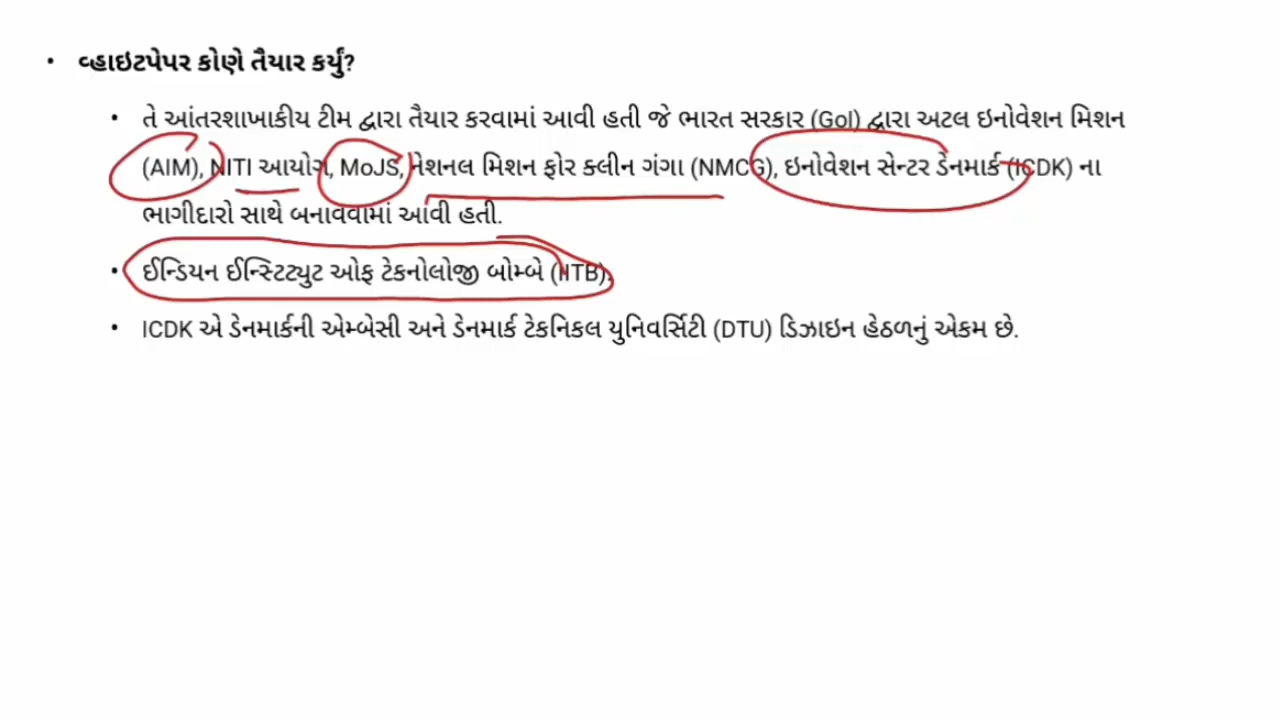 • વ્હાઇટપેપર કોણે તૈયાર કર્યું?
• તે આંતરશાખાકીય ટીમ દ્વારા તૈયાર કરવામાં આવી હતી જે ભારત સરકાર (GoI) દ્વારા અટલ ઇનોવેશન મિશન
(AIM), NITI આયોગ, MoJS, નેશનલ મિશન ફોર ક્લીન ગંગા (NMCG), ઇનોવેશન સેન્ટર ડેનમાર્ક (ICDK) ના
ભાગીદારો સાથે બનાવવામાં આવી હતી.
• ઈન્ડિયન ઈન્સ્ટિટ્યુટ ઓફ ટેકનોલોજી બોમ્બે (IITB).
• ICDK એ ડેનમાર્કની એમ્બેસી અને ડેનમાર્ક ટેકનિકલ યુનિવર્સિટી (DTU) ડિઝાઇન હેઠળનું એકમ છે.